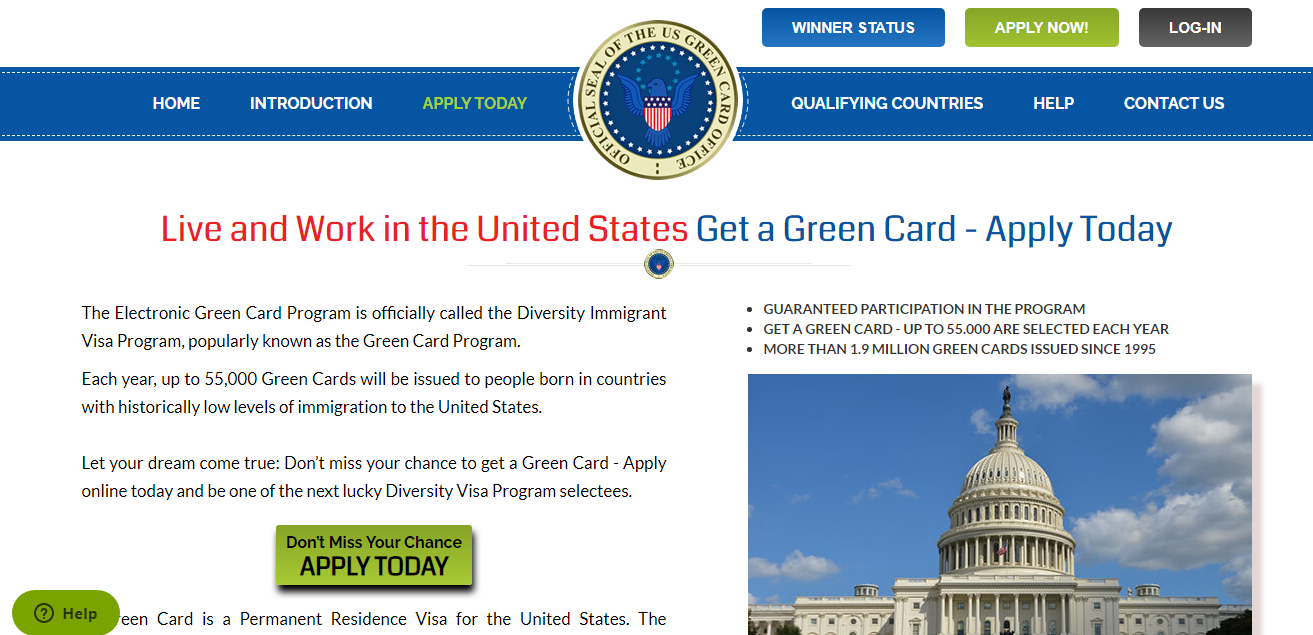 WINNER STATUS
APPLY NOW!
LOG-IN
HOME
INTRODUCTION
APPLY TODAY
OFFICIAL SEAL OF THE US GREEN CARD OFFICE
QUALIFYING COUNTRIES
HELP
CONTACT US
Live and Work in the United States Get a Green Card - Apply Today
The Electronic Green Card Program is officially called the Diversity Immigrant
Visa Program, popularly known as the Green Card Program.
Each year, up to 55,000 Green Cards will be issued to people born in countries
with historically low levels of immigration to the United States.
Let your dream come true: Don't miss your chance to get a Green Card - Apply
online today and be one of the next lucky Diversity Visa Program selectees.
Don't Miss Your Chance
APPLY TODAY
Help
een Card is a Permanent Residence Visa for the United States. The
GUARANTEED PARTICIPATION IN THE PROGRAM
GET A GREEN CARD - UP TO 55.000 ARE SELECTED EACH YEAR
MORE THAN 1.9 MILLION GREEN CARDS ISSUED SINCE 1995